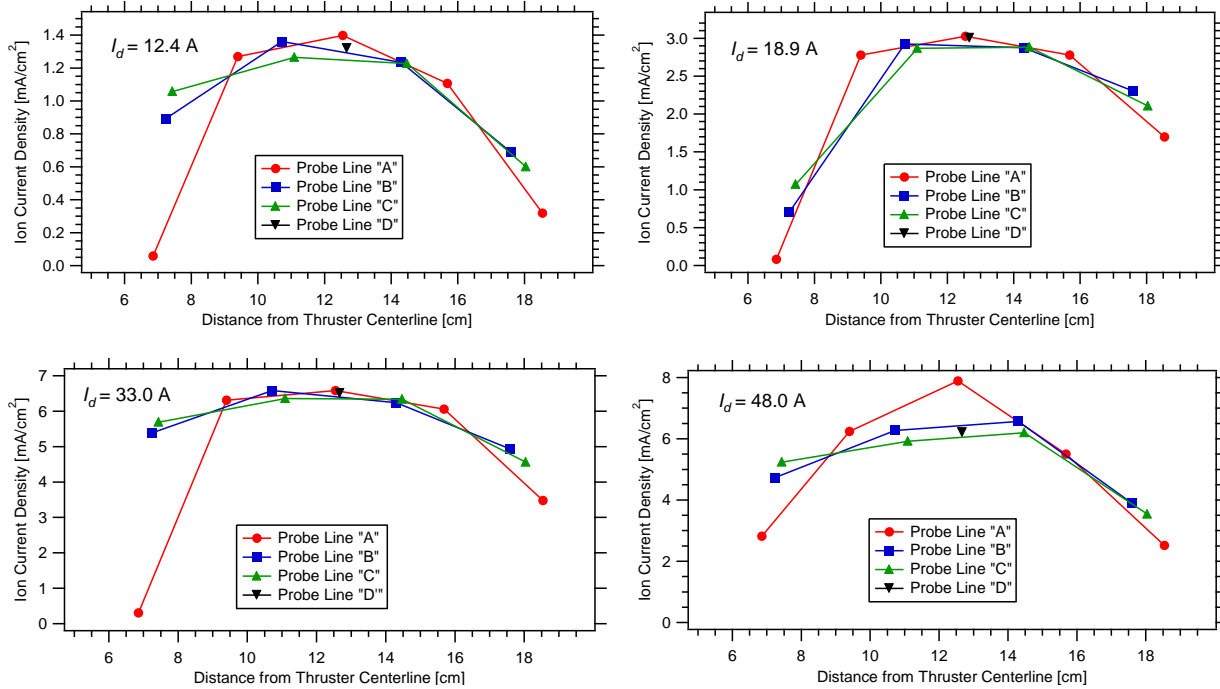 I_d = 12.4 A
Ion Current Density [mA/cm²]
1.4
1.2
1.0
0.8
0.6
0.4
0.2
0.0
Probe Line "A"
Probe Line "B"
Probe Line "C"
Probe Line "D"
6 8 10 12 14 16 18
Distance from Thruster Centerline [cm]
I_d = 18.9 A
Ion Current Density [mA/cm²]
3.0
2.5
2.0
1.5
1.0
0.5
0.0
Probe Line "A"
Probe Line "B"
Probe Line "C"
Probe Line "D"
6 8 10 12 14 16 18
Distance from Thruster Centerline [cm]
I_d = 33.0 A
Ion Current Density [mA/cm²]
7
6
5
4
3
2
1
0
Probe Line "A"
Probe Line "B"
Probe Line "C"
Probe Line "D'"
6 8 10 12 14 16 18
Distance from Thruster Centerline [cm]
I_d = 48.0 A
Ion Current Density [mA/cm²]
8
6
4
2
0
Probe Line "A"
Probe Line "B"
Probe Line "C"
Probe Line "D"
6 8 10 12 14 16 18
Distance from Thruster Centerline [cm]